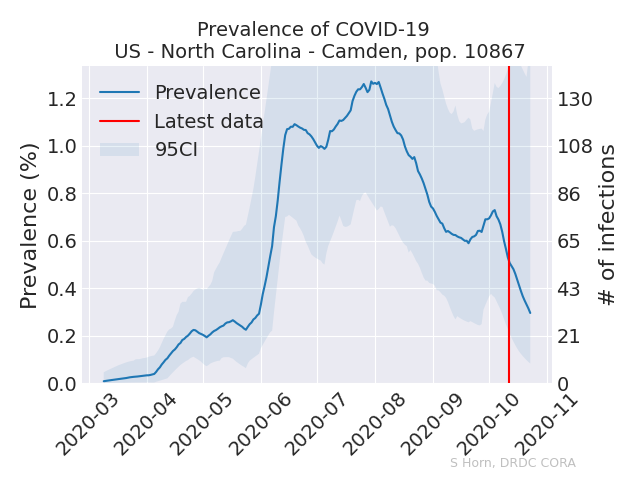 Prevalence of COVID-19
US - North Carolina - Camden, pop. 10867
Prevalence
Latest data
95CI
Prevalence (%)
1.2
1.0
0.8
0.6
0.4
0.2
0.0
# of infections
130
108
86
65
43
21
0
2020-03
2020-04
2020-05
2020-06
2020-07
2020-08
2020-09
2020-10
2020-11
S Horn, DRDC CORA